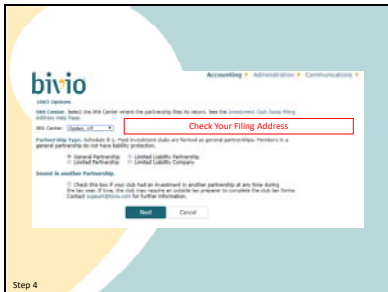 bivio
Accounting Administration Communications
1065 Options
IRS Center. Select the IRS Center where the partnership files its return. See the Investment Club Taxes Filing
Address Help Page.
IRS Center: Ogden, UT
Check Your Filing Address
Partnership Type. Schedule B-1. Most investment clubs are formed as general partnerships. Members in a
general partnership do not have liability protection.
General Partnership Limited Liability Partnership
Limited Partnership Limited Liability Company
Invest in another Partnership.
Check this box if your club had an investment in another partnership at any time during
the tax year. If true, the club may require an outside tax preparer to complete the club tax forms.
Contact support@bivio.com for further information.
Next Cancel
Step 4